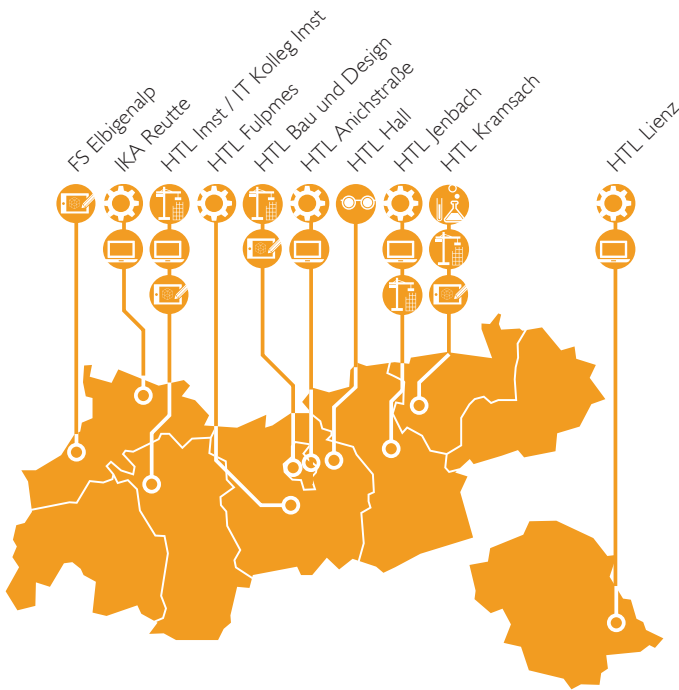 FS Elbigenalp
IKA Reutte
HTL Imst / IT Kolleg Imst
HTL Fulpmes
HTL Bau und Design
HTL Anichstraße
HTL Hall
HTL Jenbach
HTL Kramsach
HTL Lienz